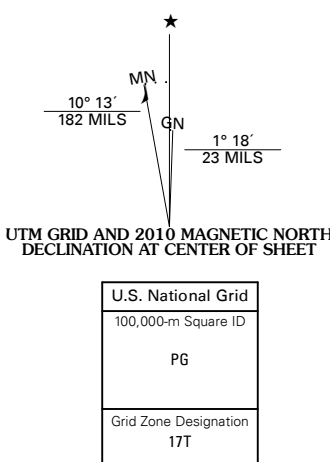 ★
MN
10° 13´
182 MILS
GN
1° 18´
23 MILS
UTM GRID AND 2010 MAGNETIC NORTH
DECLINATION AT CENTER OF SHEET
U.S. National Grid
100,000-m Square ID
PG
Grid Zone Designation
17T